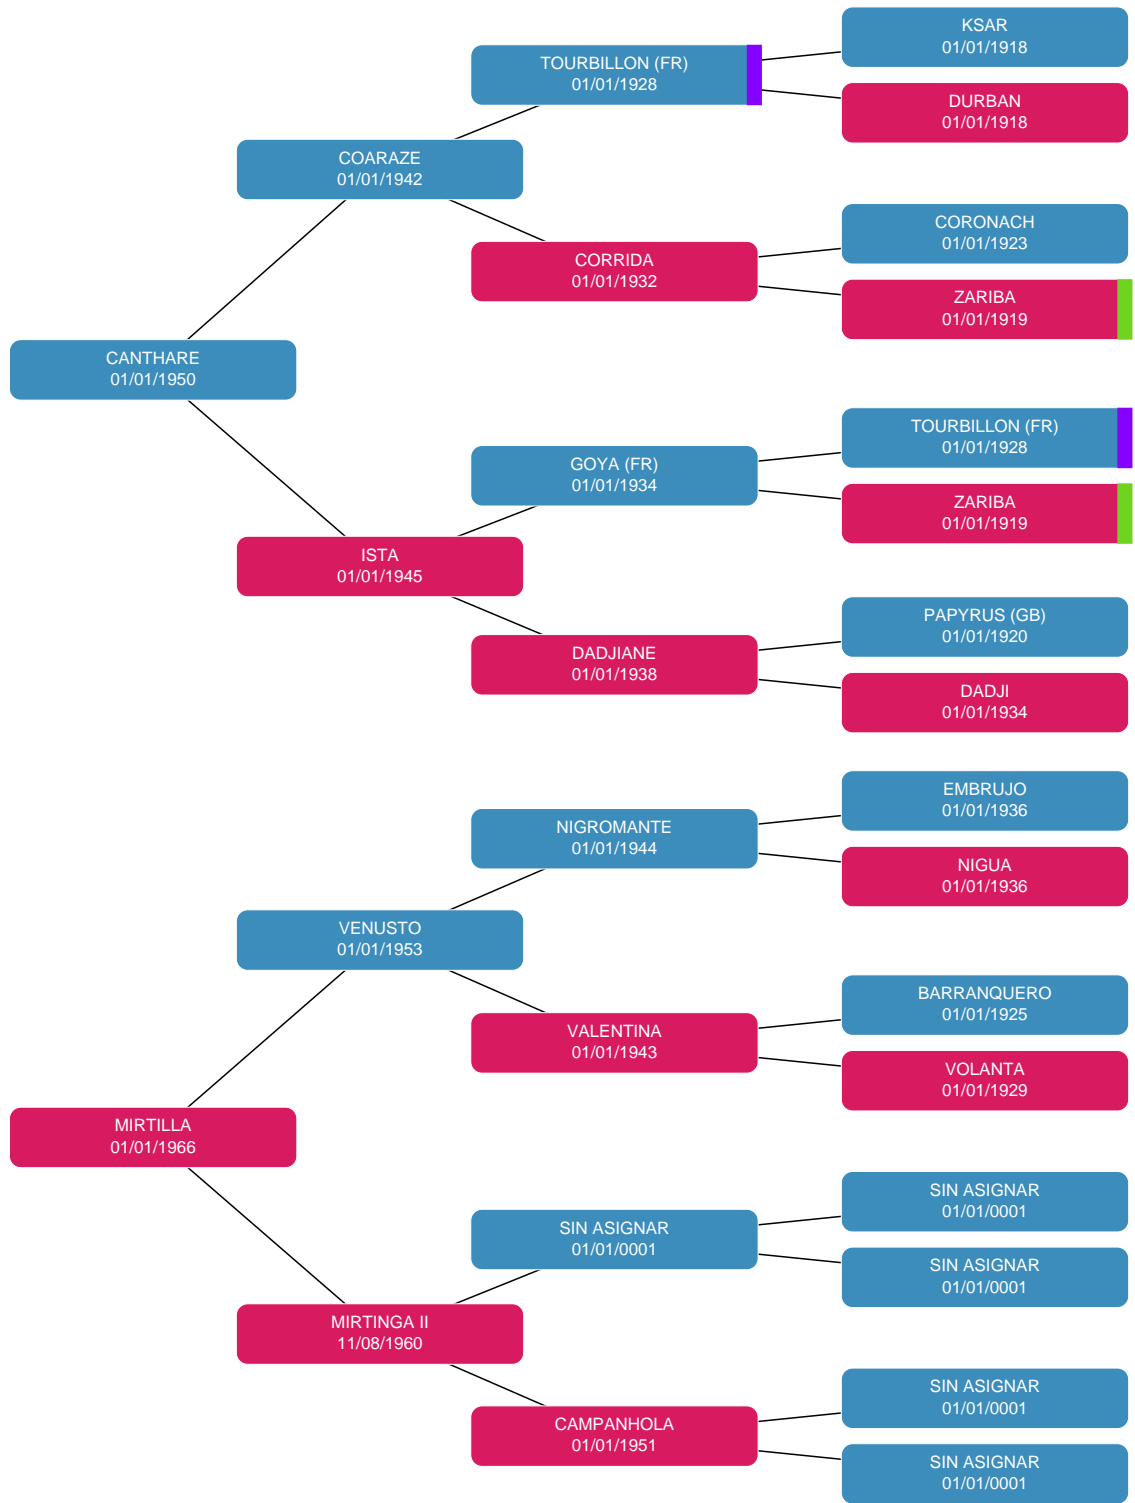 KSAR
01/01/1918
TOURBILLON (FR)
01/01/1928
DURBAN
01/01/1918
COARAZE
01/01/1942
CORONACH
01/01/1923
CORRIDA
01/01/1932
ZARIBA
01/01/1919
CANTHARE
01/01/1950
TOURBILLON (FR)
01/01/1928
GOYA (FR)
01/01/1934
ZARIBA
01/01/1919
ISTA
01/01/1945
PAPYRUS (GB)
01/01/1920
DADJIANE
01/01/1938
DADJI
01/01/1934
EMBRUJO
01/01/1936
NIGROMANTE
01/01/1944
NIGUA
01/01/1936
VENUSTO
01/01/1953
BARRANQUERO
01/01/1925
VALENTINA
01/01/1943
VOLANTA
01/01/1929
MIRTILLA
01/01/1966
SIN ASIGNAR
01/01/0001
SIN ASIGNAR
01/01/0001
SIN ASIGNAR
01/01/0001
MIRTINGA II
11/08/1960
SIN ASIGNAR
01/01/0001
CAMPANHOLA
01/01/1951
SIN ASIGNAR
01/01/0001